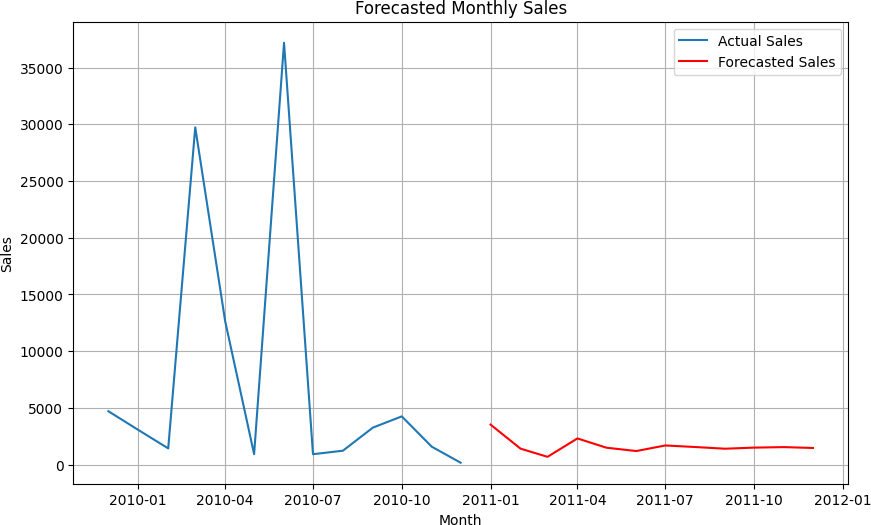 Forecasted Monthly Sales
Actual Sales
Forecasted Sales
35000
30000
25000
20000
15000
10000
5000
0
Sales
2010-01 2010-04 2010-07 2010-10 2011-01 2011-04 2011-07 2011-10 2012-01
Month